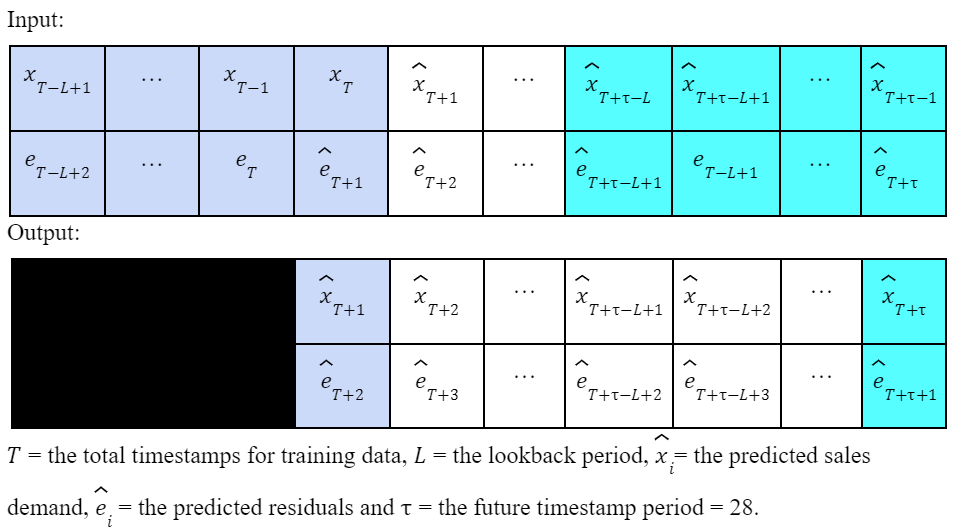 Input:
x_{T−L+1} ... x_{T−1} x_T x̂_{T+1} ... x̂_{T+τ−L} x̂_{T+τ−L+1} ... x̂_{T+τ−1}
e_{T−L+2} ... e_T ê_{T+1} ê_{T+2} ... ê_{T+τ−L+1} e_{T−L+1} ... ê_{T+τ}
Output:
x̂_{T+1} x̂_{T+2} ... x̂_{T+τ−L+1} x̂_{T+τ−L+2} ... x̂_{T+τ}
ê_{T+2} ê_{T+3} ... ê_{T+τ−L+2} ê_{T+τ−L+3} ... ê_{T+τ+1}
T = the total timestamps for training data, L = the lookback period, x̂_i = the predicted sales
demand, ê_i = the predicted residuals and τ = the future timestamp period = 28.